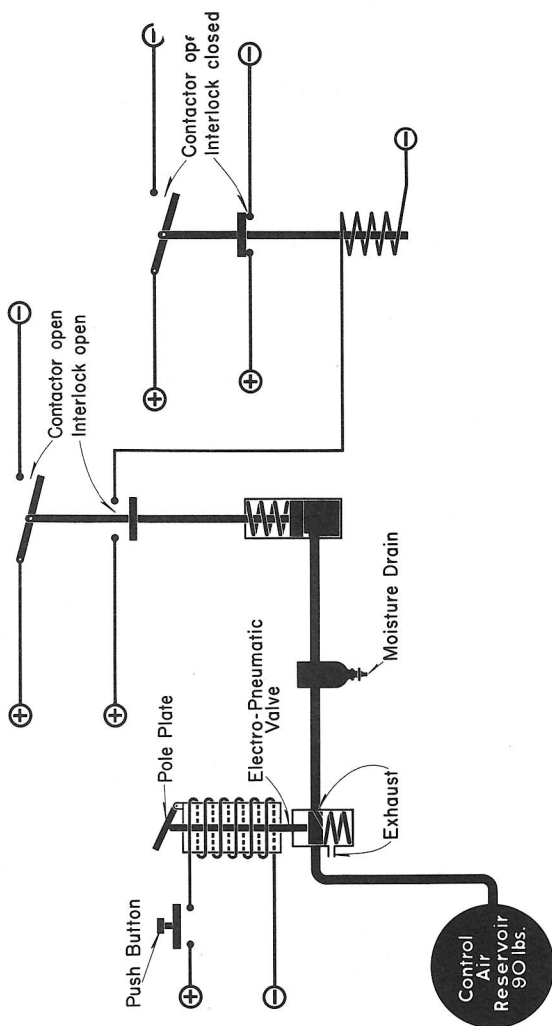 −
−
Contactor ope
Interlock closed
−
−
+
+
Contactor open
Interlock open
−
+
+
Pole Plate
Electro-Pneumatic
Valve
Moisture Drain
Exhaust
Push Button
+
−
Control
Air
Reservoir
90 lbs.